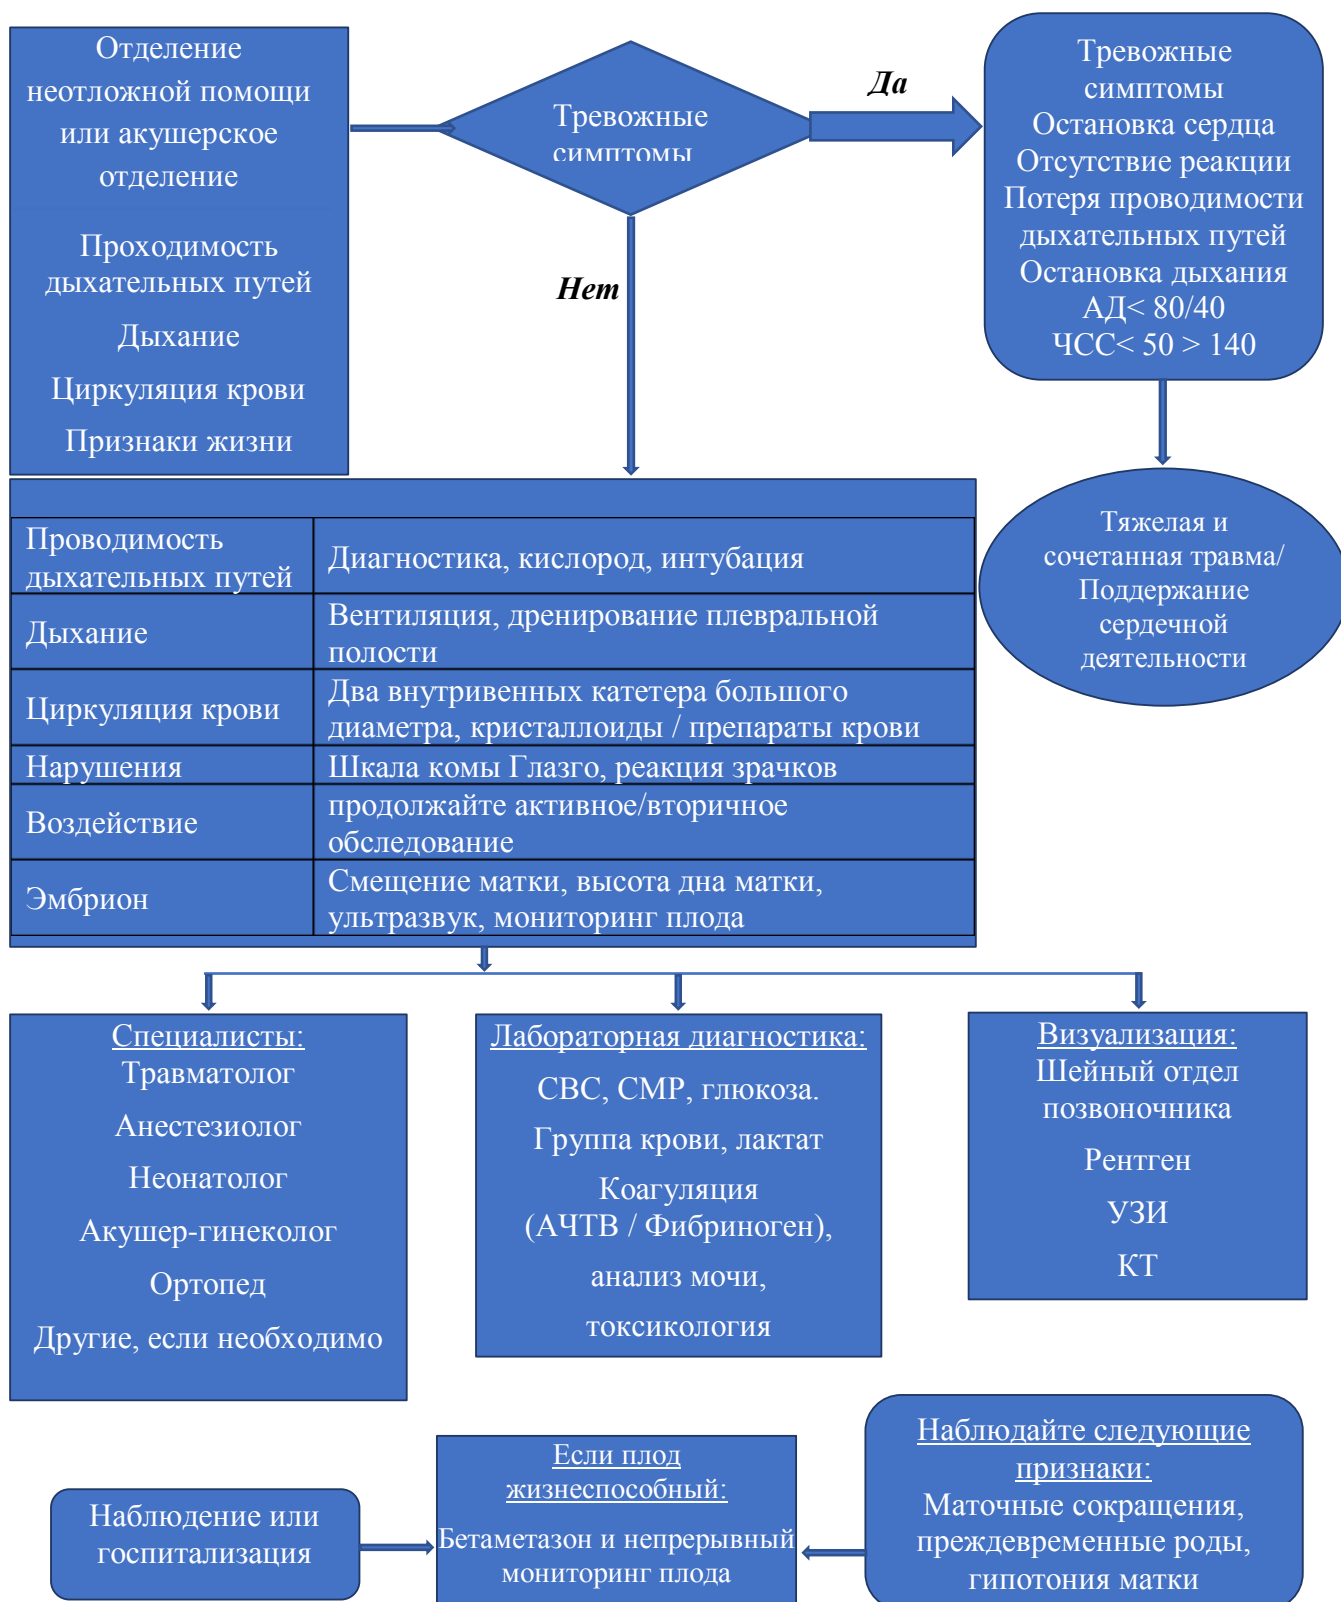 Отделение
неотложной помощи
или акушерское
отделение
Проходимость
дыхательных путей
Дыхание
Циркуляция крови
Признаки жизни
Тревожные
симптомы
Да
Нет
Тревожные
симптомы
Остановка сердца
Отсутствие реакции
Потеря проводимости
дыхательных путей
Остановка дыхания
АД< 80/40
ЧСС< 50 > 140
Тяжелая и
сочетанная травма/
Поддержание
сердечной
деятельности
Проводимость
дыхательных путей
Диагностика, кислород, интубация
Дыхание
Вентиляция, дренирование плевральной
полости
Циркуляция крови
Два внутривенных катетера большого
диаметра, кристаллоиды / препараты крови
Нарушения
Шкала комы Глазго, реакция зрачков
Воздействие
продолжайте активное/вторичное
обследование
Эмбрион
Смещение матки, высота дна матки,
ультразвук, мониторинг плода
Специалисты:
Травматолог
Анестезиолог
Неонатолог
Акушер-гинеколог
Ортопед
Другие, если необходимо
Лабораторная диагностика:
СВС, СМР, глюкоза.
Группа крови, лактат
Коагуляция
(АЧТВ / Фибриноген),
анализ мочи,
токсикология
Визуализация:
Шейный отдел
позвоночника
Рентген
УЗИ
КТ
Наблюдение или
госпитализация
Если плод
жизнеспособный:
Бетаметазон и непрерывный
мониторинг плода
Наблюдайте следующие
признаки:
Маточные сокращения,
преждевременные роды,
гипотония матки